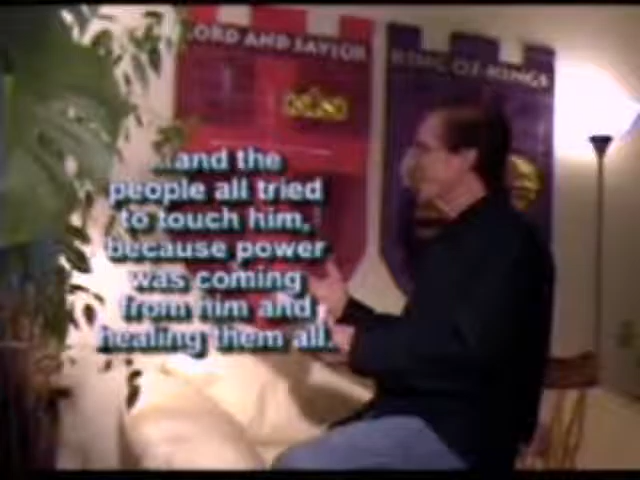 LORD AND SAVIOR
KING OF KINGS
...and the
people all tried
to touch him,
because power
was coming
from him and
healing them all.